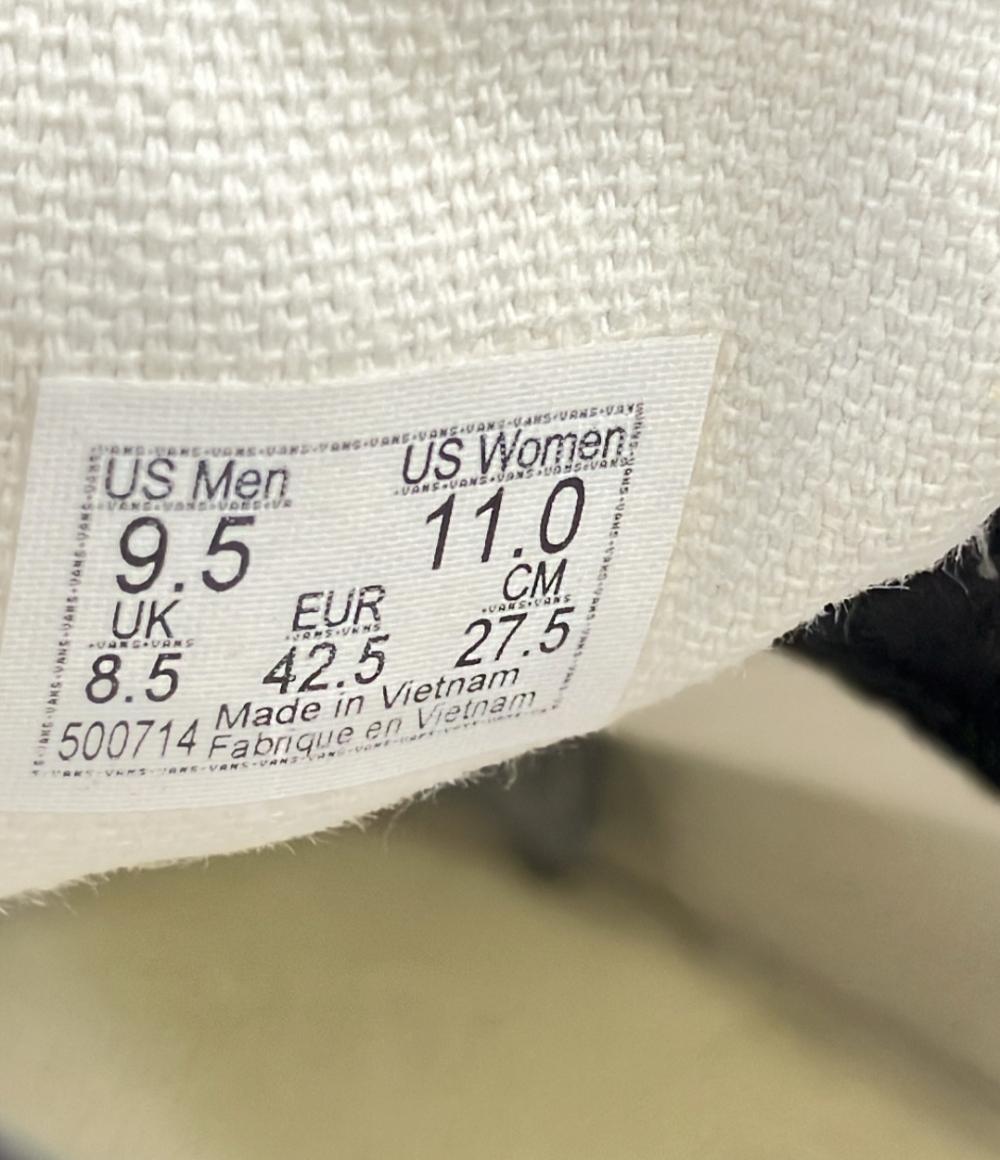 US Men US Women
9.5 11.0
UK EUR CM
8.5 42.5 27.5
500714 Made in Vietnam
Fabrique en Vietnam
VANS